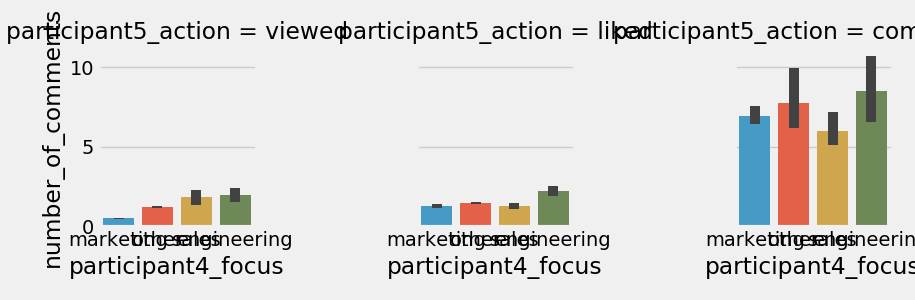 participant5_action = viewed
participant5_action = liked
participant5_action = com
number_of_comments
10
5
0
marketing other sales engineering
marketing other sales engineering
marketing other sales engineerin
participant4_focus
participant4_focus
participant4_focus